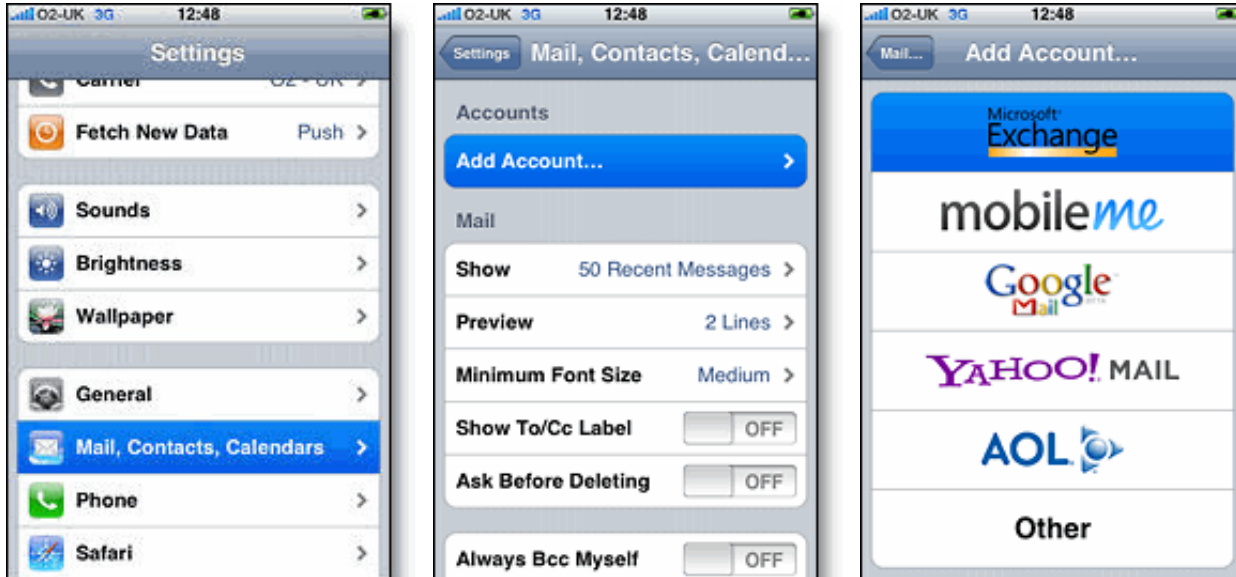 O2-UK 3G 12:48
Settings
Carrier O2 - UK
Fetch New Data Push
Sounds
Brightness
Wallpaper
General
Mail, Contacts, Calendars
Phone
Safari
O2-UK 3G 12:48
Settings Mail, Contacts, Calend...
Accounts
Add Account...
Mail
Show 50 Recent Messages
Preview 2 Lines
Minimum Font Size Medium
Show To/Cc Label OFF
Ask Before Deleting OFF
Always Bcc Myself OFF
O2-UK 3G 12:48
Mail... Add Account...
Microsoft
Exchange
mobileme
Google
Mail
YAHOO! MAIL
AOL
Other